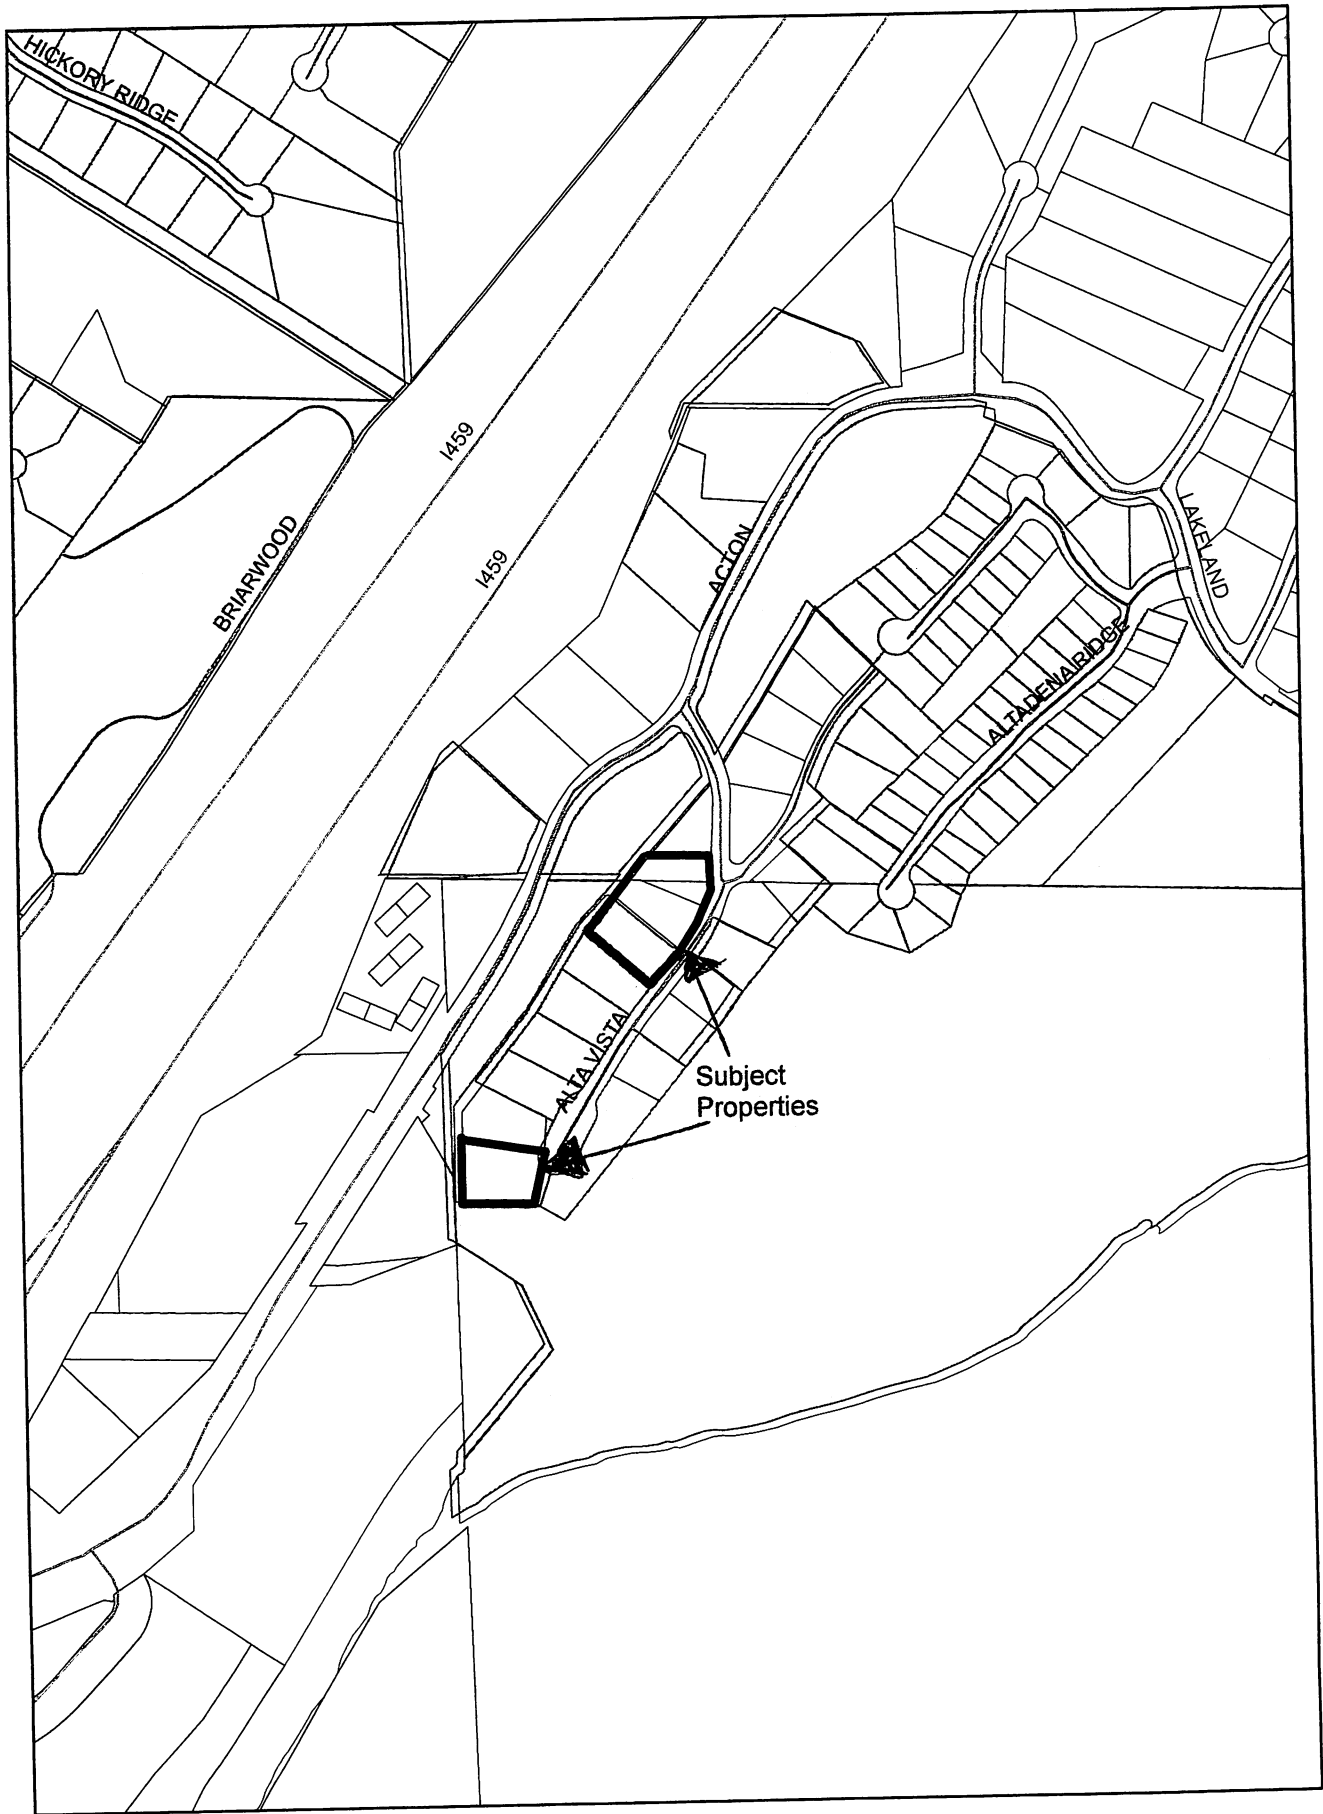 HICKORY RIDGE
I459
I459
BRIARWOOD
ACTON
LAKELAND
ALTADENA RIDGE
ALTA VISTA
Subject
Properties